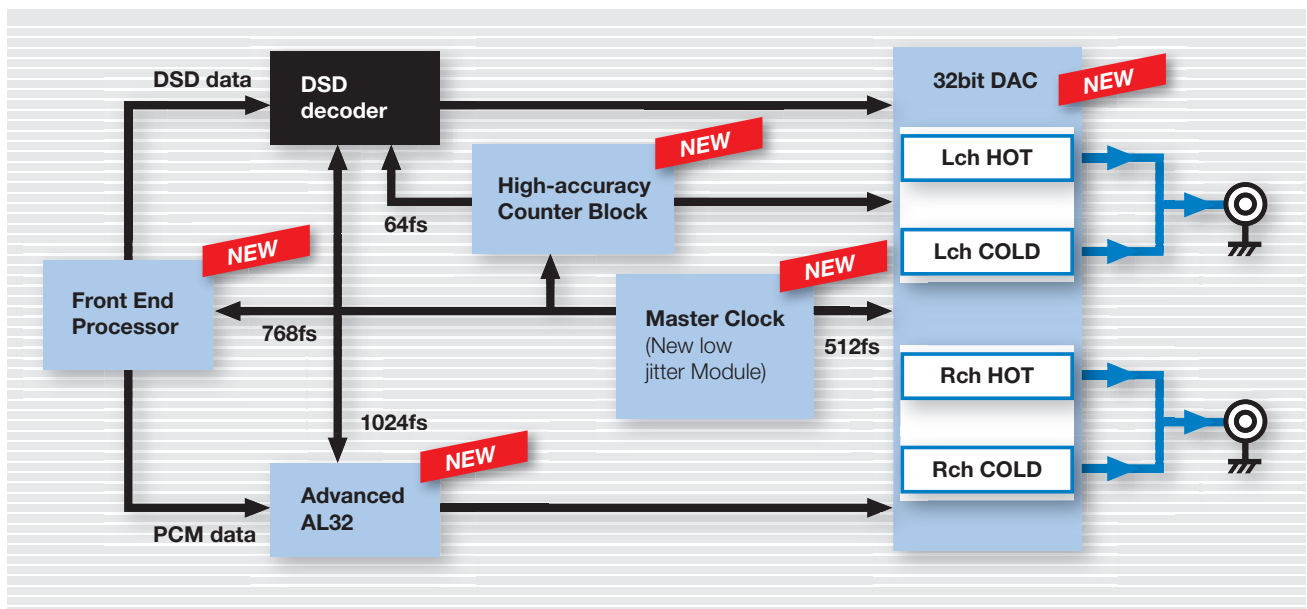 DSD data
DSD
decoder
NEW
32bit DAC
NEW
High-accuracy
Counter Block
64fs
Lch HOT
Lch COLD
NEW
Front End
Processor
768fs
NEW
Master Clock
(New low
jitter Module)
512fs
Rch HOT
Rch COLD
1024fs
NEW
Advanced
AL32
PCM data